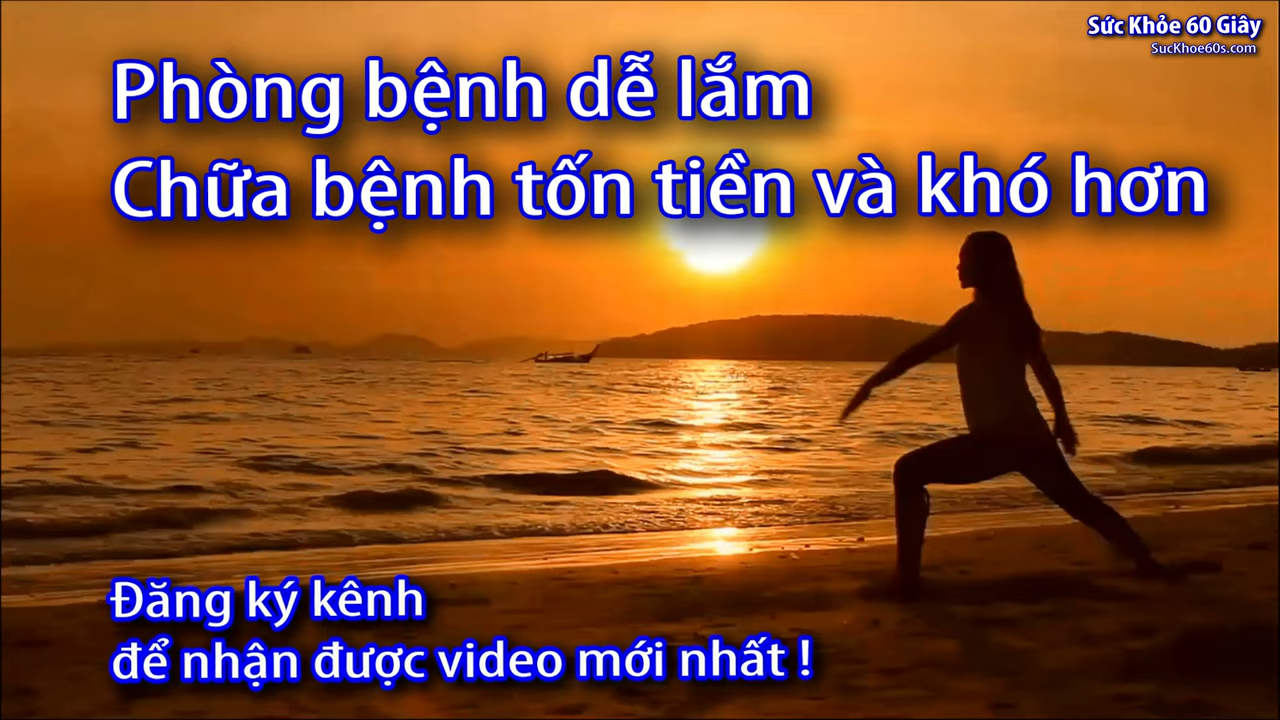 Sức Khỏe 60 Giây
SucKhoe60s.com
Phòng bệnh dễ lắm
Chữa bệnh tốn tiền và khó hơn
Đăng ký kênh
để nhận được video mới nhất !